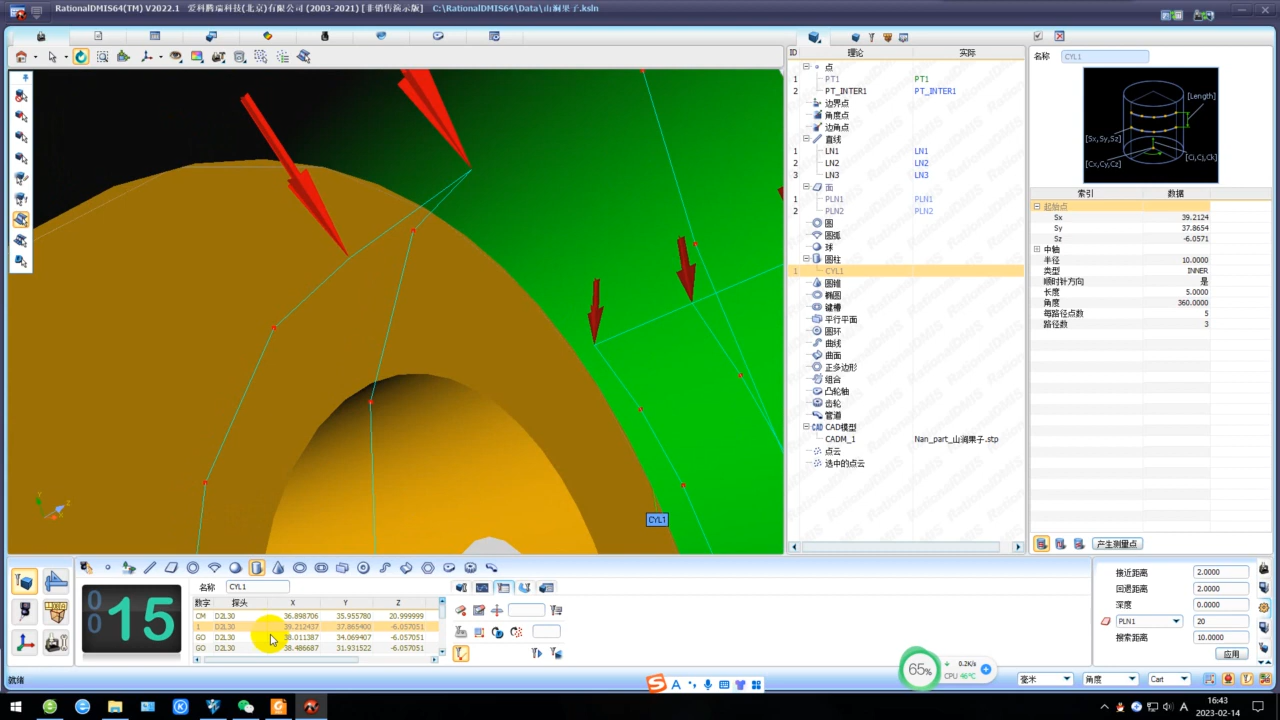 RationalDMIS64(TM) V2022.1 爱科腾瑞科技(北京)有限公司 (2003-2021) [非销售演示版] C:\RationalDMIS64\Data\山涧果子.ksln
ID 理论 实际
点
1 PT1 PT1
2 PT_INTER1 PT_INTER1
边界点
角度点
边角点
直线
1 LN1 LN1
2 LN2 LN2
3 LN3 LN3
面
1 PLN1 PLN1
2 PLN2 PLN2
圆
圆弧
球
圆柱
1 CYL1
圆锥
椭圆
键槽
平行平面
圆环
曲线
曲面
正多边形
组合
凸轮轴
齿轮
管道
CAD模型
CADM_1 Nan_part_山涧果子.stp
点云
选中的点云
名称 CYL1
[Length]
[Sx,Sy,Sz]
[Ci,Cj,Ck]
[Cx,Cy,Cz]
索引 数据
起始点
Sx 39.2124
Sy 37.8654
Sz -6.0571
中轴
半径 10.0000
类型 INNER
顺时针方向 是
长度 5.0000
角度 360.0000
每路径点数 5
路径数 3
产生测量点
CYL1
Y
Z
X
0
0 15
名称 CYL1
数字 探头 X Y Z
CM D2L30 36.898706 35.955780 20.999999
1 D2L30 39.212437 37.865400 -6.057051
GO D2L30 38.011387 34.069407 -6.057051
GO D2L30 38.486687 31.931522 -6.057051
接近距离 2.0000
回退距离 2.0000
深度 0.0000
PLN1 20
搜索距离 10.0000
应用
就绪
65% 0.2K/s
CPU 46℃
毫米 角度 Cart
16:43
2023-02-14